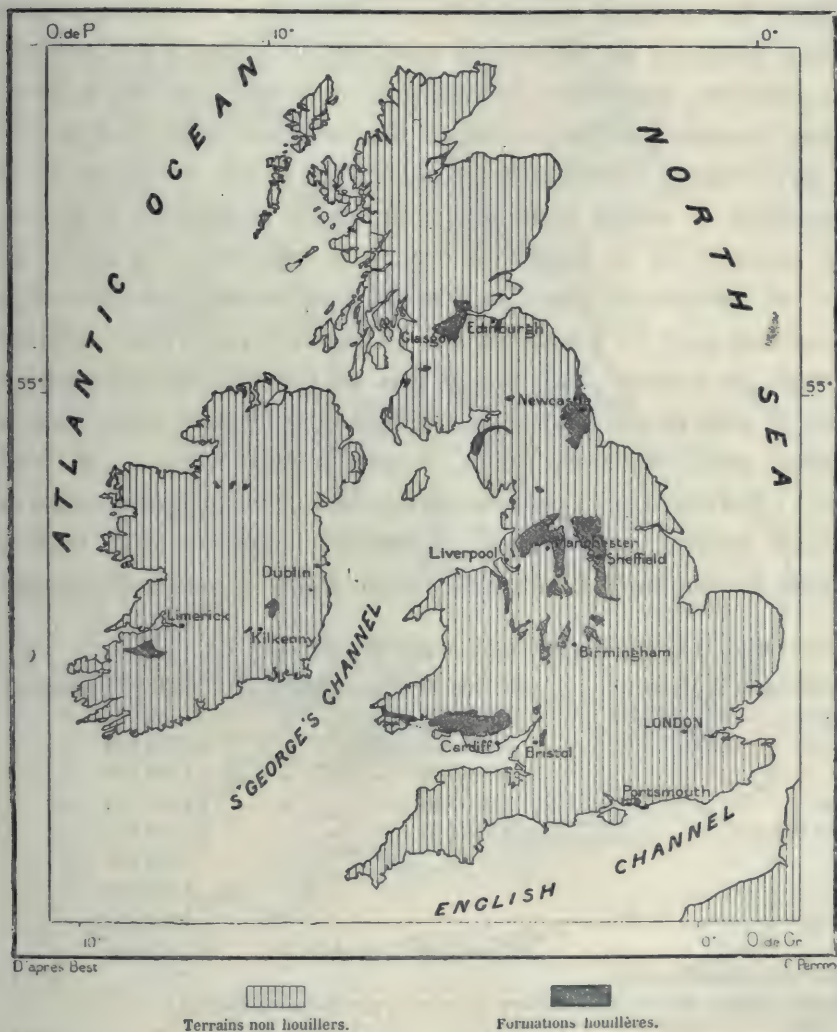 O. de P. 10° 0°
ATLANTIC OCEAN
NORTH SEA
Glasgow Edinburgh
55° 55°
Newcastle
Manchester
Liverpool Sheffield
Dublin
Limerick
Kilkenny
Birmingham
ST GEORGE'S CHANNEL
LONDON
Cardiff Bristol
Portsmouth
ENGLISH CHANNEL
10° 0° O. de Gr
D'après Best
Terrains non houillers. Formations houillères.